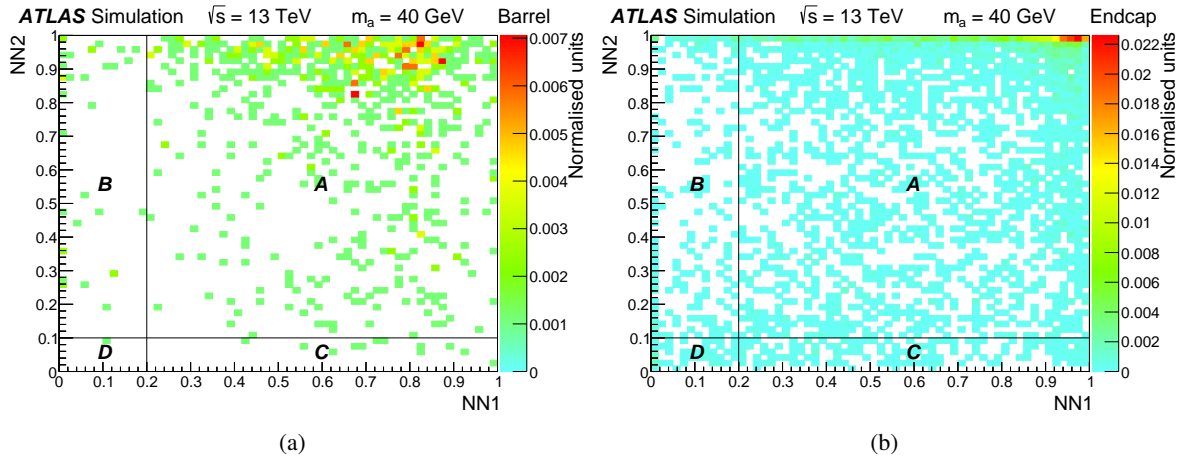 ATLAS Simulation √s = 13 TeV m_a = 40 GeV Barrel
NN2
1
0.9
0.8
0.7
0.6
0.5
0.4
0.3
0.2
0.1
0
B
A
D
C
0 0.1 0.2 0.3 0.4 0.5 0.6 0.7 0.8 0.9 1
NN1
0.007
0.006
0.005
0.004
0.003
0.002
0.001
0
Normalised units
(a)
ATLAS Simulation √s = 13 TeV m_a = 40 GeV Endcap
NN2
1
0.9
0.8
0.7
0.6
0.5
0.4
0.3
0.2
0.1
0
B
A
D
C
0 0.1 0.2 0.3 0.4 0.5 0.6 0.7 0.8 0.9 1
NN1
0.022
0.02
0.018
0.016
0.014
0.012
0.01
0.008
0.006
0.004
0.002
0
Normalised units
(b)